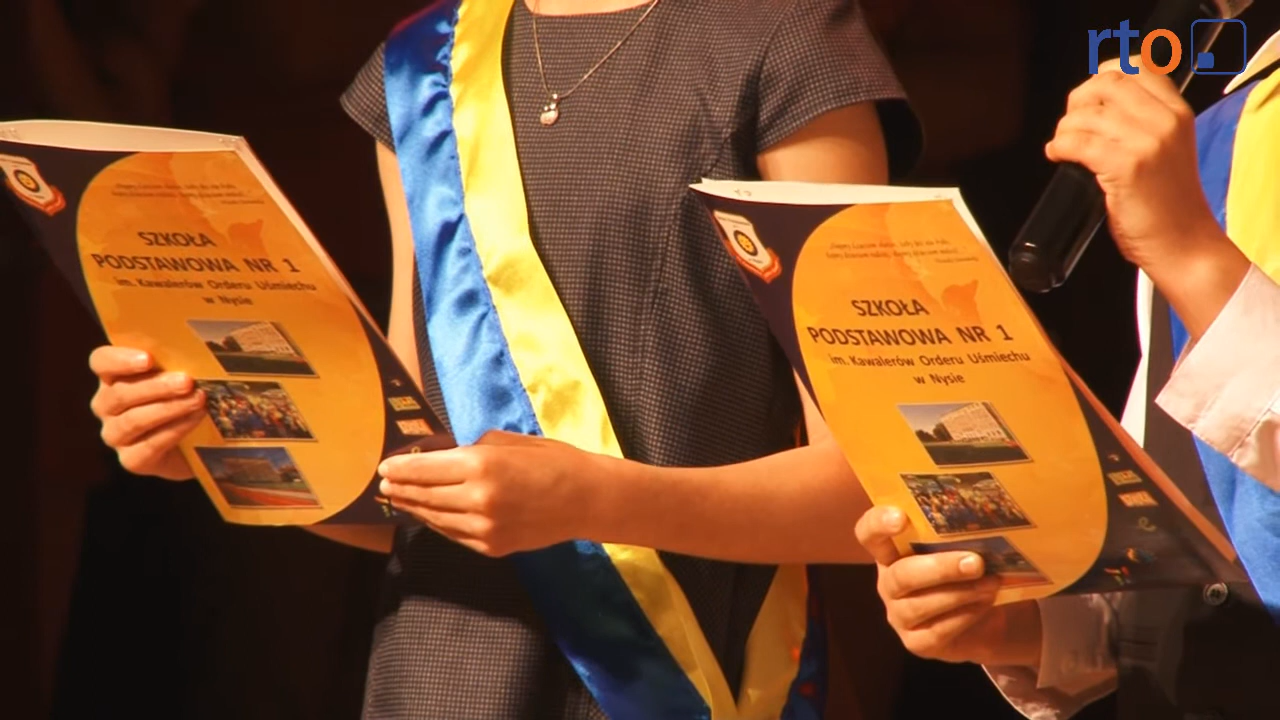 rto
SZKOŁA
PODSTAWOWA NR 1
im. Kawalerów Orderu Uśmiechu
w Nysie
SZKOŁA
PODSTAWOWA NR 1
im. Kawalerów Orderu Uśmiechu
w Nysie